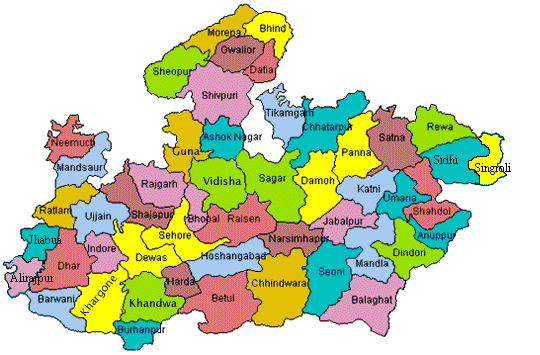 Morena
Bhind
Gwalior
Sheopur
Datia
Shivpuri
Tikamgarh
Chhatarpur
Ashok Nagar
Guna
Neemuch
Mandsaur
Panna
Satna
Rewa
Sidhi
Singroli
Rajgarh
Vidisha
Sagar
Damoh
Katni
Umaria
Shahdol
Anuppur
Ratlam
Ujjain
Shajapur
Bhopal
Raisen
Jabalpur
Narsimhapur
Dindori
Mandla
Jhabua
Indore
Dewas
Sehore
Hoshangabad
Seoni
Alirajpur
Dhar
Harda
Chhindwara
Balaghat
Barwani
Khargone
Khandwa
Betul
Burhanpur